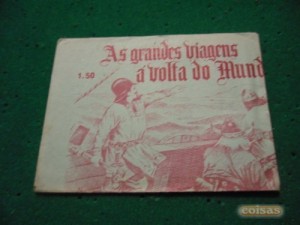 As grandes viagens
á volta do Mund
1.50
coisas